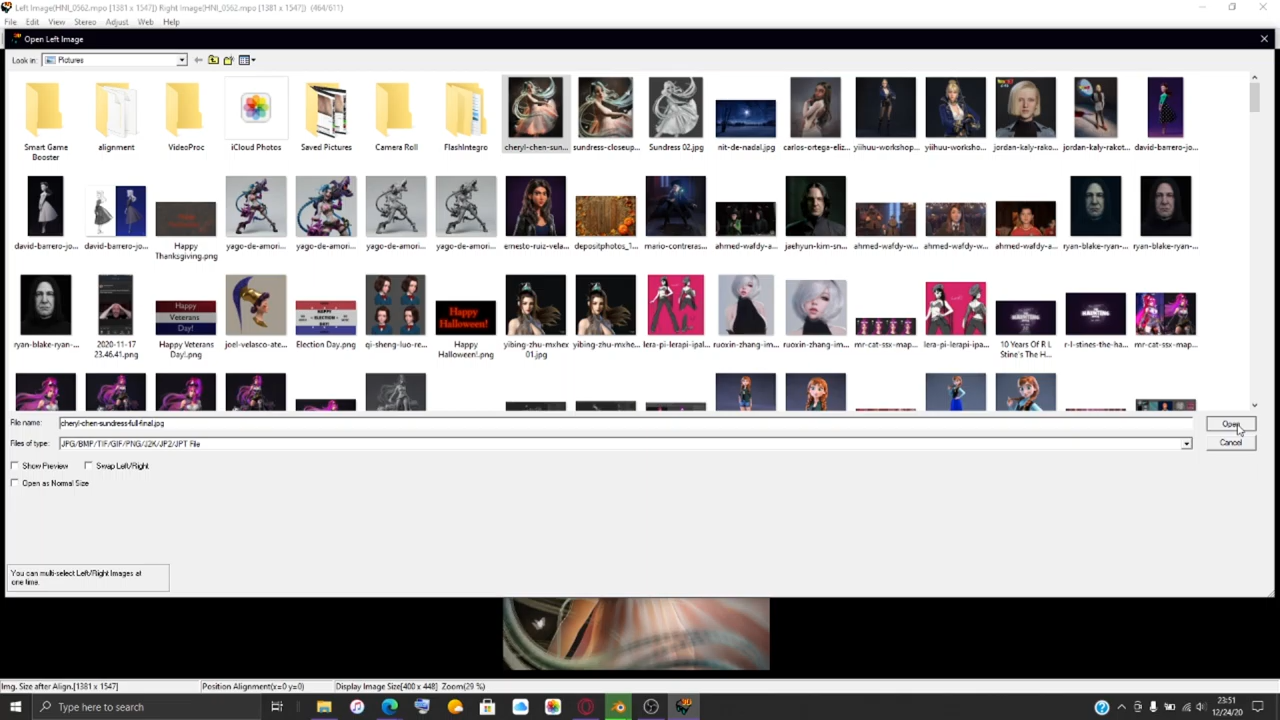 Left Image[HNI_0562.mpo [1381 x 1547]) Right Image[HNI_0562.mpo [1381 x 1547]) (464/611)
File Edit View Stereo Adjust Web Help
Open Left Image
Look in: Pictures
Smart Game Booster
alignment
VideoProc
iCloud Photos
Saved Pictures
Camera Roll
FlashIntegro
cheryl-chen-sun...
sundress-closeup...
Sundress 02.jpg
nit-de-nadal.jpg
carlos-ortega-eliz...
yiihuu-workshop...
yiihuu-worksho...
jordan-kaly-rako...
jordan-kaly-rak...
david-barrero-jo...
david-barrero-jo...
david-barrero-jo...
Happy Thanksgiving.png
yago-de-amori...
yago-de-amo...
yago-de-amori...
yago-de-amori...
ernesto-ruiz-vela...
depositphotos_1...
mario-contreras...
ahmed-wafdy-a...
jaehyun-kim-sn...
ahmed-wafdy-w...
ahmed-wafdy-w...
ahmed-wafdy-a...
ryan-blake-ryan-...
ryan-blake-ryan-...
ryan-blake-ryan-...
2020-11-17 23.46.41.png
Happy Veterans Day!
Happy Veterans Day!.png
joel-velasco-ate...
Election Day.png
qi-sheng-luo-re...
Happy Halloween!
Happy Halloween!.png
yibing-zhu-mxhex 01.jpg
yibing-zhu-mxhe...
lera-pi-lerapi-ipal...
ruoxin-zhang-im...
ruoxin-zhang-im...
mr-cat-ssx-map...
lera-pi-lerapi-ipa...
10 Years Of R L Stine's The H...
r-l-stines-the-ha...
mr-cat-ssx-map...
File name: cheryl-chen-sundress-full-final.jpg Open
Files of type: JPG/BMP/TIF/GIF/PNG/J2K/JP2/JPT File Cancel
Show Preview Swap Left/Right
Open as Normal Size
You can multi-select Left/Right Images at
one time.
Img. Size after Align.[1381 x 1547] Position Alignment(x=0 y=0) Display Image Size[400 x 448] Zoom(29 %)
Type here to search
23:51
12/24/20